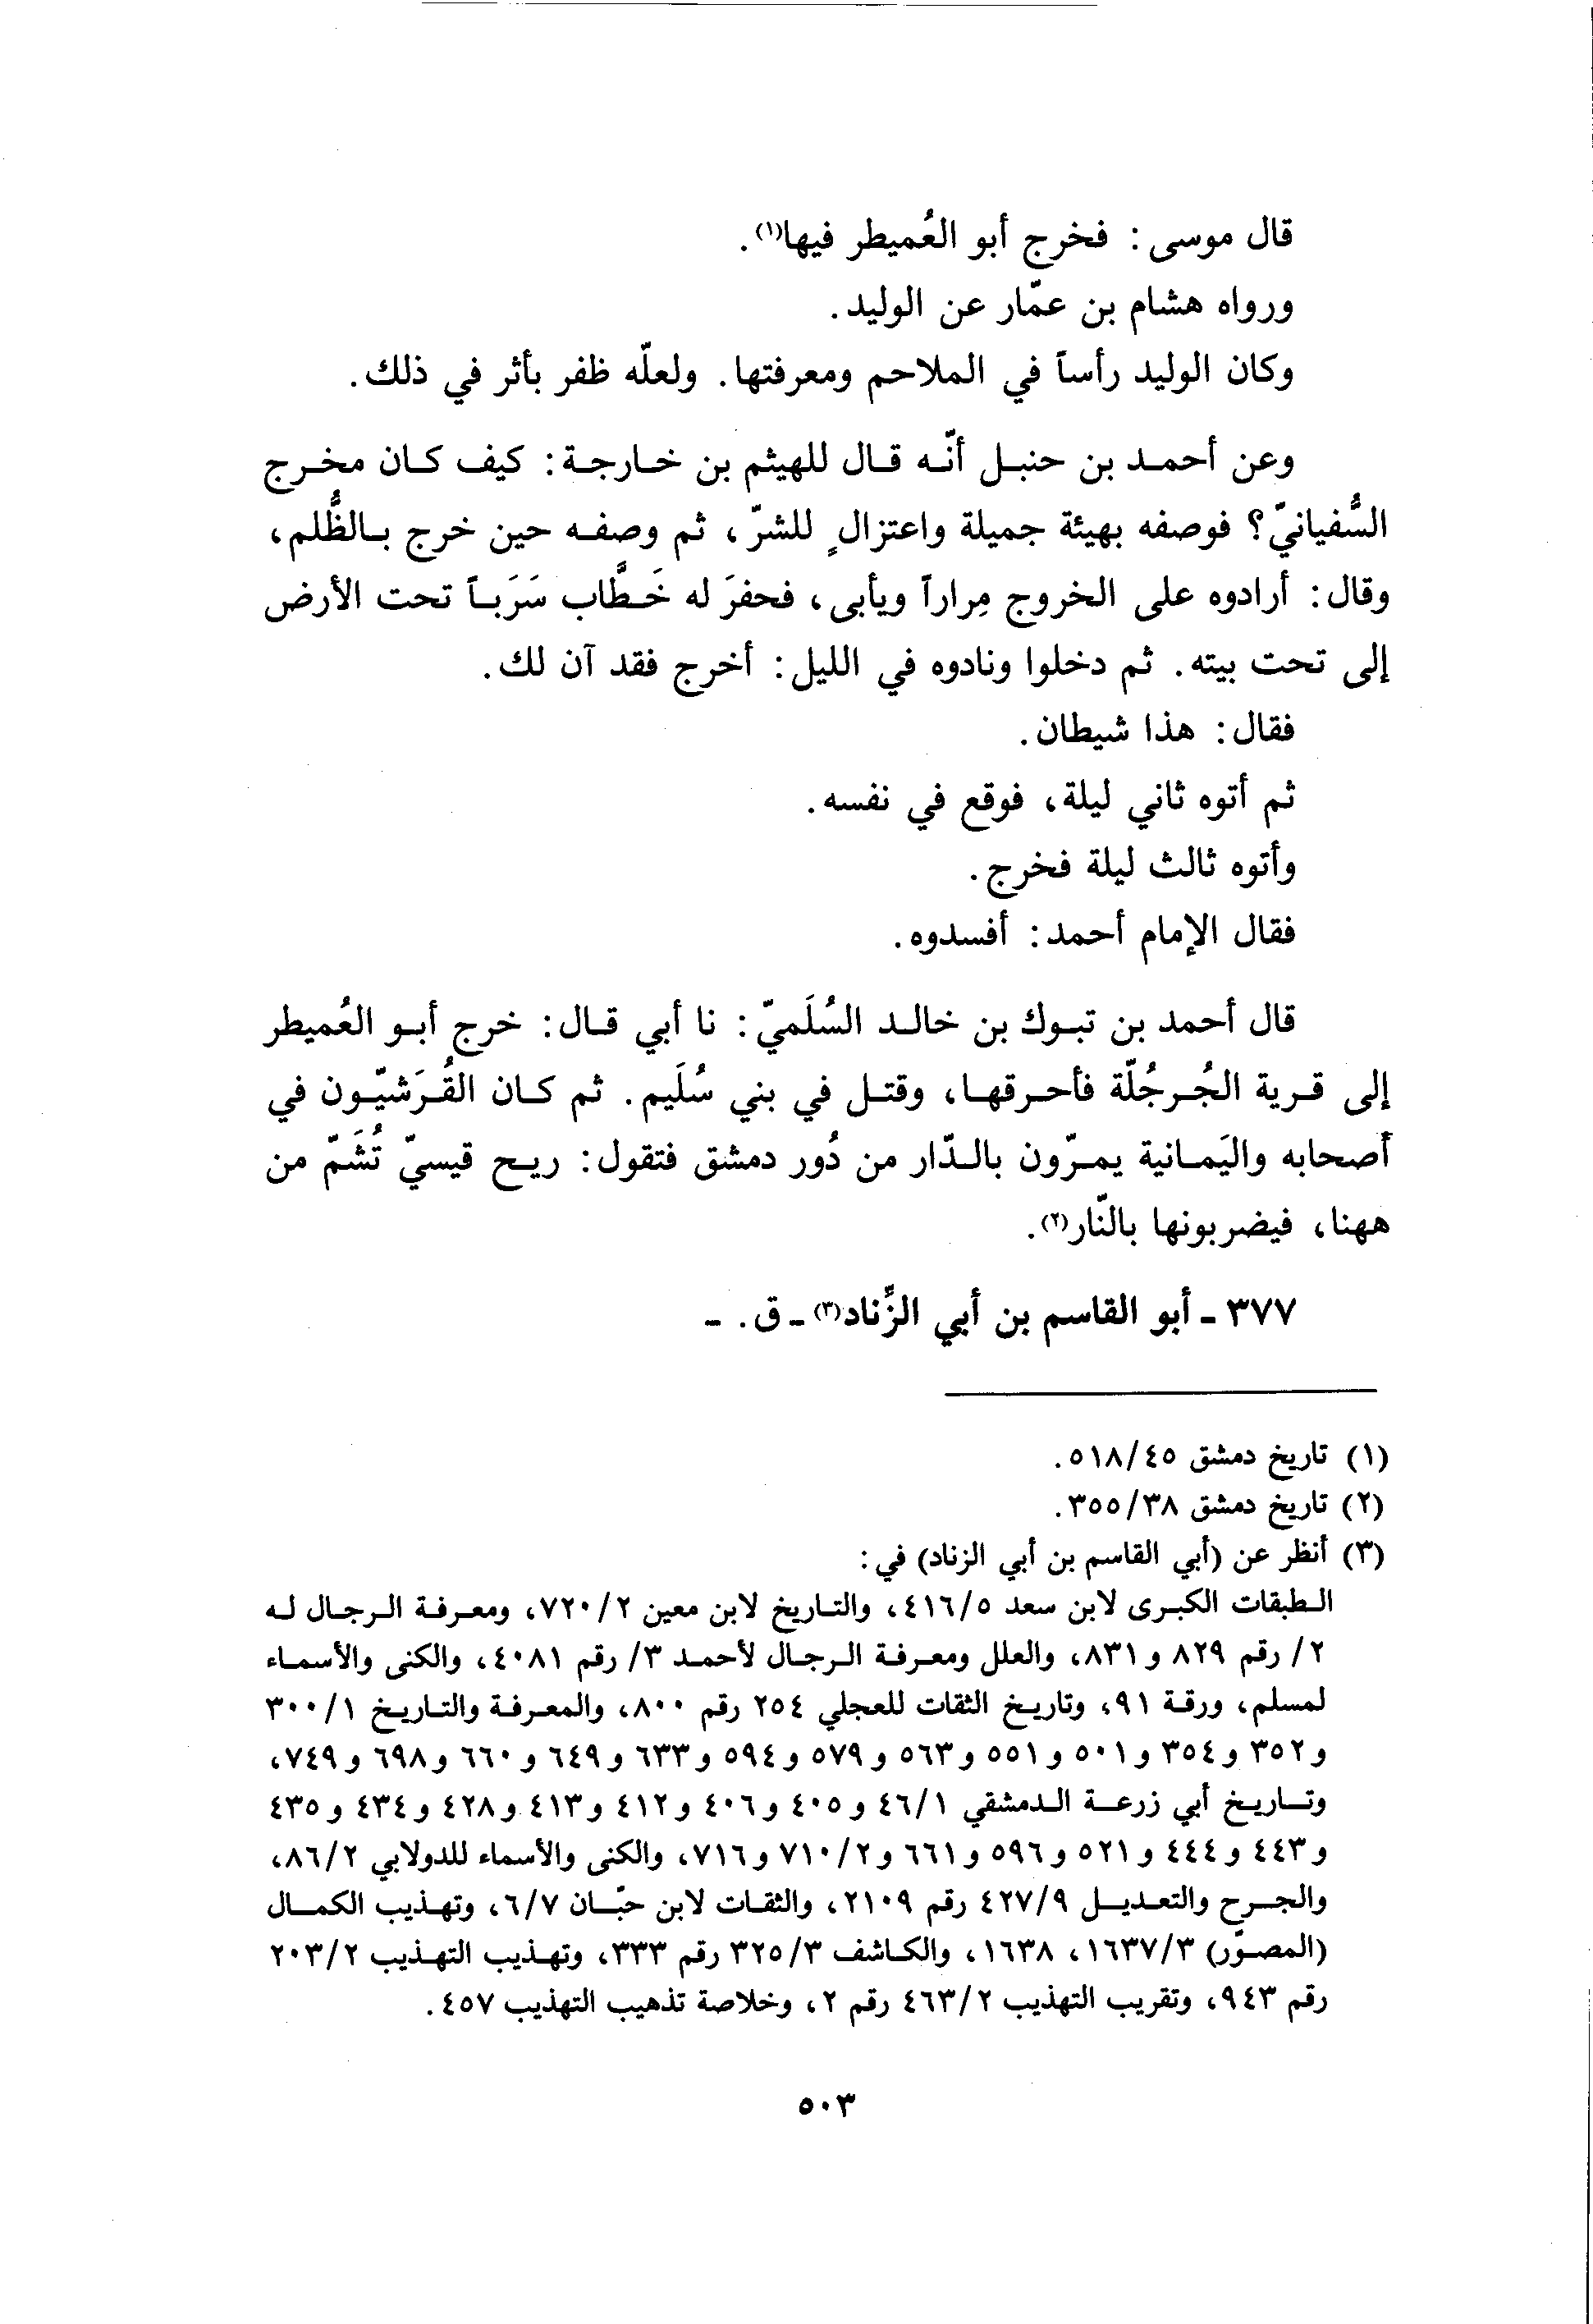 قال موسى: فخرج أبو العُميطر فيها(١).
ورواه هشام بن عمّار عن الوليد.
وكان الوليد رأساً في الملاحم ومعرفتها. ولعلّه ظفر بأثر في ذلك.
وعن أحمد بن حنبل أنّه قال للهيثم بن خارجة: كيف كان مخرج
السُّفيانيّ؟ فوصفه بهيئة جميلة واعتزالٍ للشرّ، ثم وصفه حين خرج بالظُّلم،
وقال: أرادوه على الخروج مِراراً ويأبى، فحفرَ له خَطَّاب سَرَباً تحت الأرض
إلى تحت بيته. ثم دخلوا ونادوه في الليل: أخرج فقد آن لك.
فقال: هذا شيطان.
ثم أتوه ثاني ليلة، فوقع في نفسه.
وأتوه ثالث ليلة فخرج.
فقال الإمام أحمد: أفسدوه.
قال أحمد بن تبوك بن خالد السُلَميّ: نا أبي قال: خرج أبو العُميطر
إلى قرية الجُرجُلّة فأحرقها، وقتل في بني سُلَيم. ثم كان القُرَشيّون في
أصحابه واليَمانية يمرّون بالدّار من دُور دمشق فتقول: ريح قيسيّ تُشَمّ من
ههنا، فيضربونها بالنّار(٢).
٣٧٧ - أبو القاسم بن أبي الزِّناد(٣) - ق. -
(١) تاريخ دمشق ٥١٨/٤٥.
(٢) تاريخ دمشق ٣٥٥/٣٨.
(٣) أنظر عن (أبي القاسم بن أبي الزناد) في:
الطبقات الكبرى لابن سعد ٤١٦/٥، والتاريخ لابن معين ٧٢٠/٢، ومعرفة الرجال له
٢/ رقم ٨٢٩ و٨٣١، والعلل ومعرفة الرجال لأحمد ٣/ رقم ٤٠٨١، والكنى والأسماء
لمسلم، ورقة ٩١، وتاريخ الثقات للعجلي ٢٥٤ رقم ٨٠٠، والمعرفة والتاريخ ٣٠٠/١
و٣٥٢ و٣٥٤ و٥٠١ و٥٥١ و٥٦٣ و٥٧٩ و٥٩٤ و٦٣٣ و٦٤٩ و٦٦٠ و٦٩٨ و٧٤٩،
وتاريخ أبي زرعة الدمشقي ٤٦/١ و٤٠٥ و٤٠٦ و٤١٢ و٤١٣ و٤٢٨ و٤٣٤ و٤٣٥
و٤٤٣ و٤٤٤ و٥٢١ و٥٩٦ و٦٦١ و٧١٠/٢ و٧١٦، والكنى والأسماء للدولابي ٨٦/٢،
والجرح والتعديل ٤٢٧/٩ رقم ٢١٠٩، والثقات لابن حبّان ٦/٧، وتهذيب الكمال
(المصوّر) ١٦٣٧/٣، ١٦٣٨، والكاشف ٣٢٥/٣ رقم ٣٣٣، وتهذيب التهذيب ٢٠٣/٢
رقم ٩٤٣، وتقريب التهذيب ٤٦٣/٢ رقم ٢، وخلاصة تذهيب التهذيب ٤٥٧.
٥٠٣